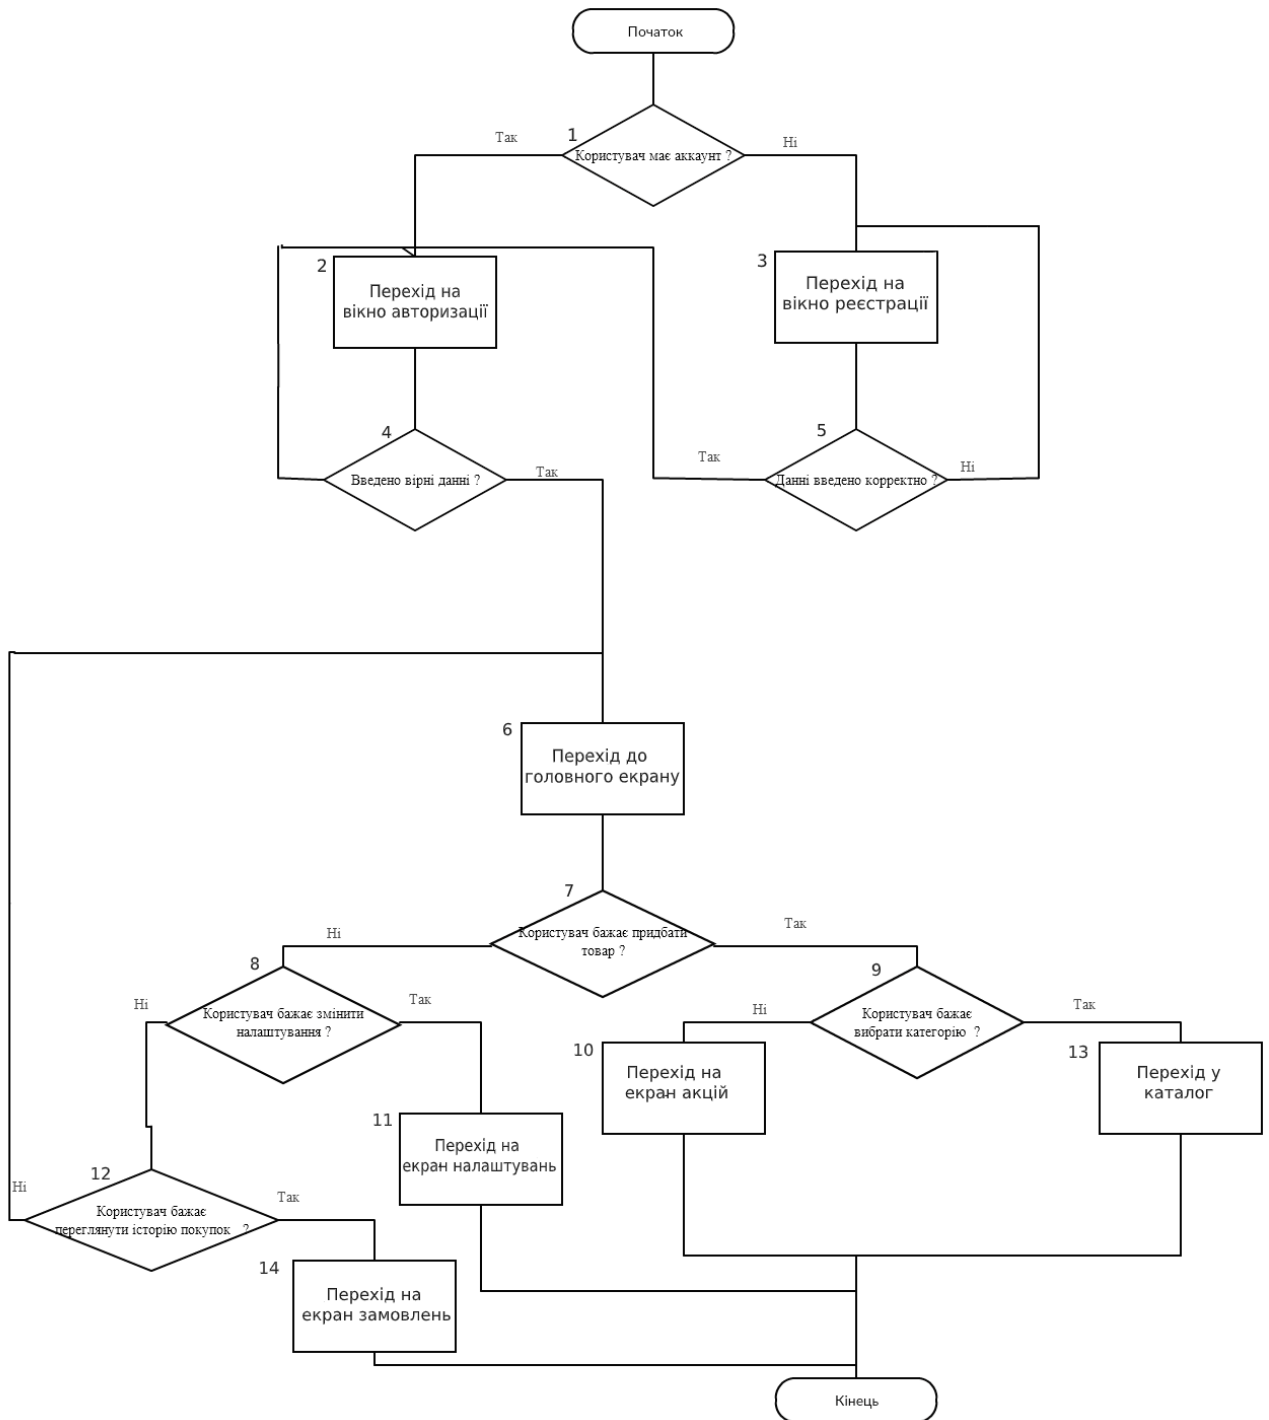 Початок
1
Так
Ні
Користувач має аккаунт ?
2
Перехід на
вікно авторизації
3
Перехід на
вікно реєстрації
4
Введено вірні данні ?
Так
5
Так
Данні введено корректно ?
Ні
6
Перехід до
головного екрану
7
Ні
Користувач бажає придбати
товар ?
Так
8
Ні
Користувач бажає змінити
налаштування ?
Так
9
Ні
Користувач бажає
вибрати категорію ?
Так
10
Перехід на
екран акцій
13
Перехід у
каталог
11
Перехід на
екран налаштувань
12
Ні
Користувач бажає
переглянути історію покупок ?
Так
14
Перехід на
екран замовлень
Кінець